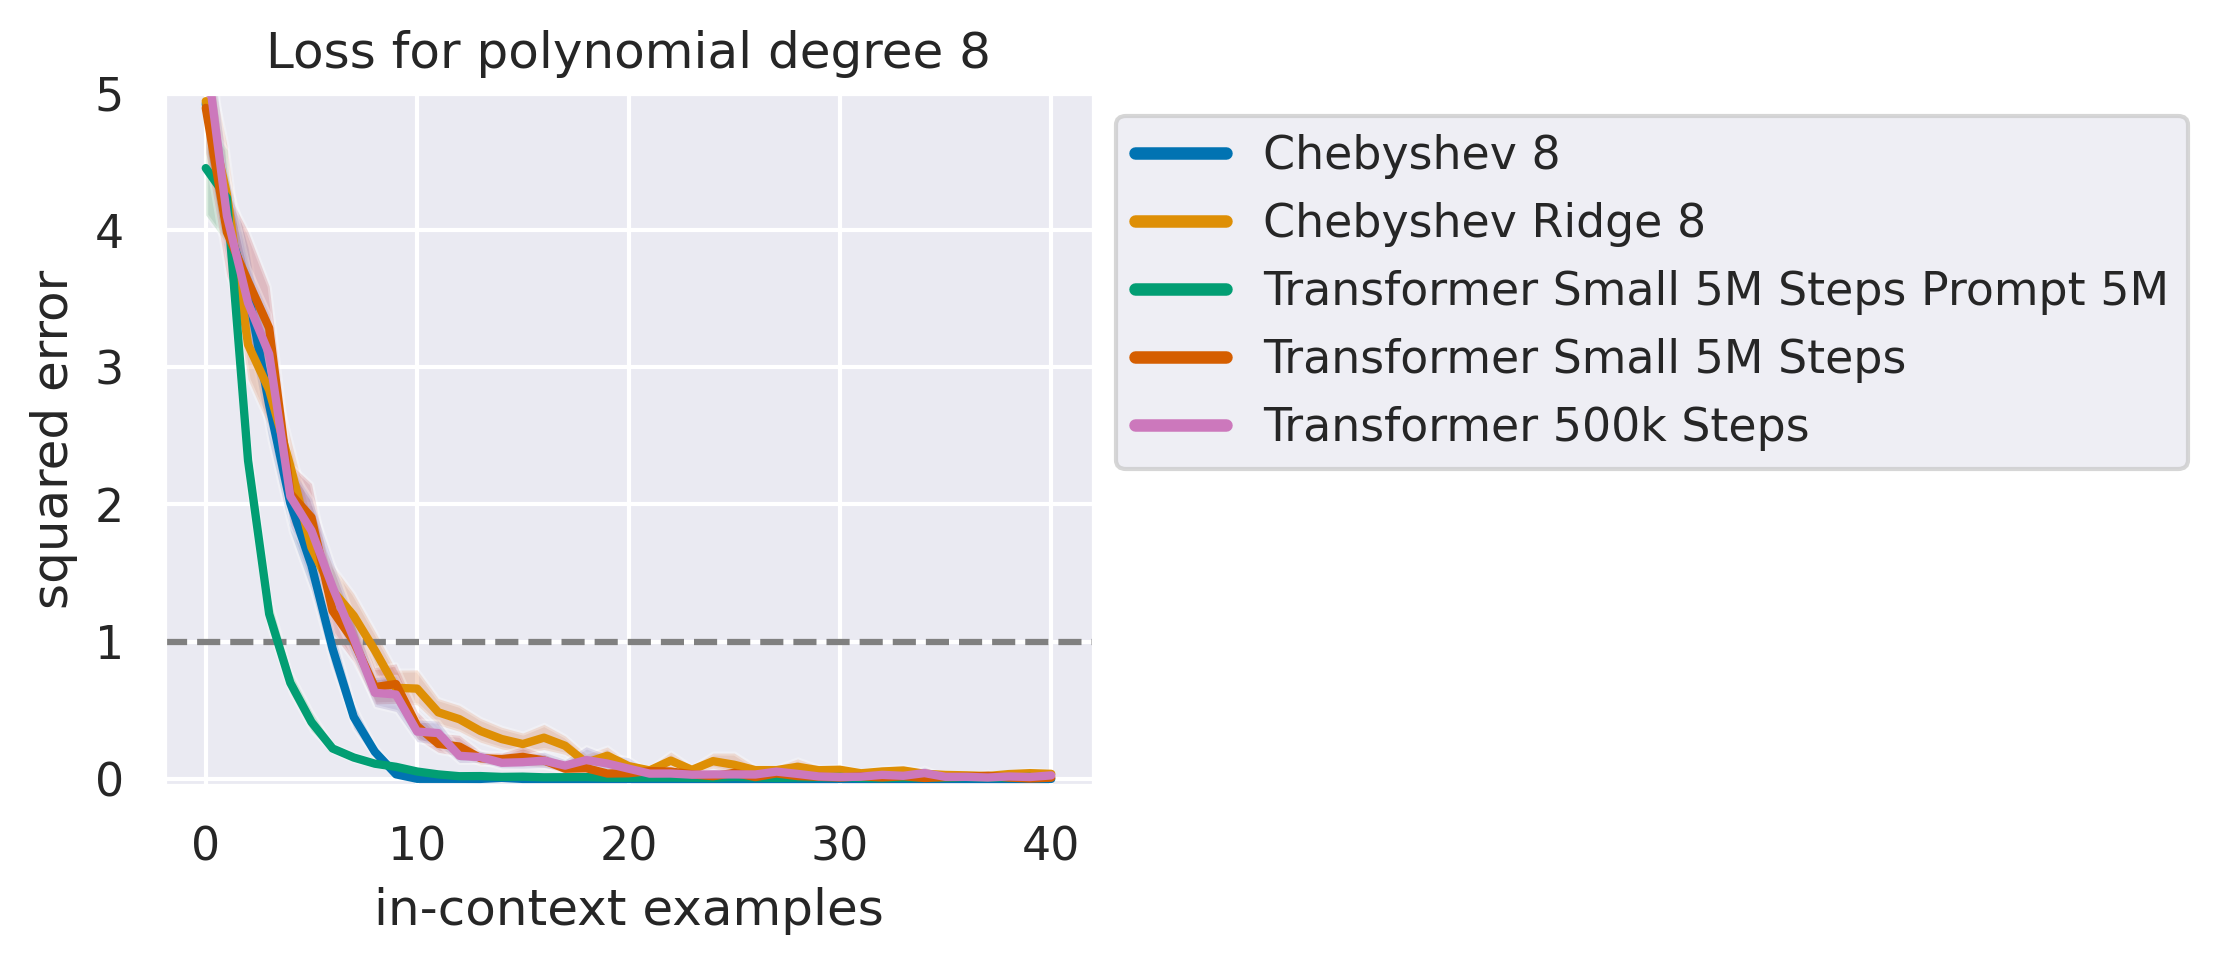 Loss for polynomial degree 8
5
4
3
2
1
0
squared error
0 10 20 30 40
in-context examples
Chebyshev 8
Chebyshev Ridge 8
Transformer Small 5M Steps Prompt 5M
Transformer Small 5M Steps
Transformer 500k Steps